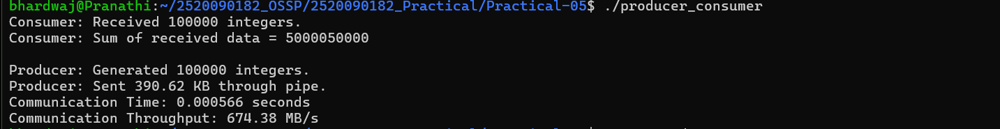 bhardwaj@Pranathi:~/2520090182_OSSP/2520090182_Practical/Practical-05$ ./producer_consumer
Consumer: Received 100000 integers.
Consumer: Sum of received data = 5000050000
Producer: Generated 100000 integers.
Producer: Sent 390.62 KB through pipe.
Communication Time: 0.000566 seconds
Communication Throughput: 674.38 MB/s